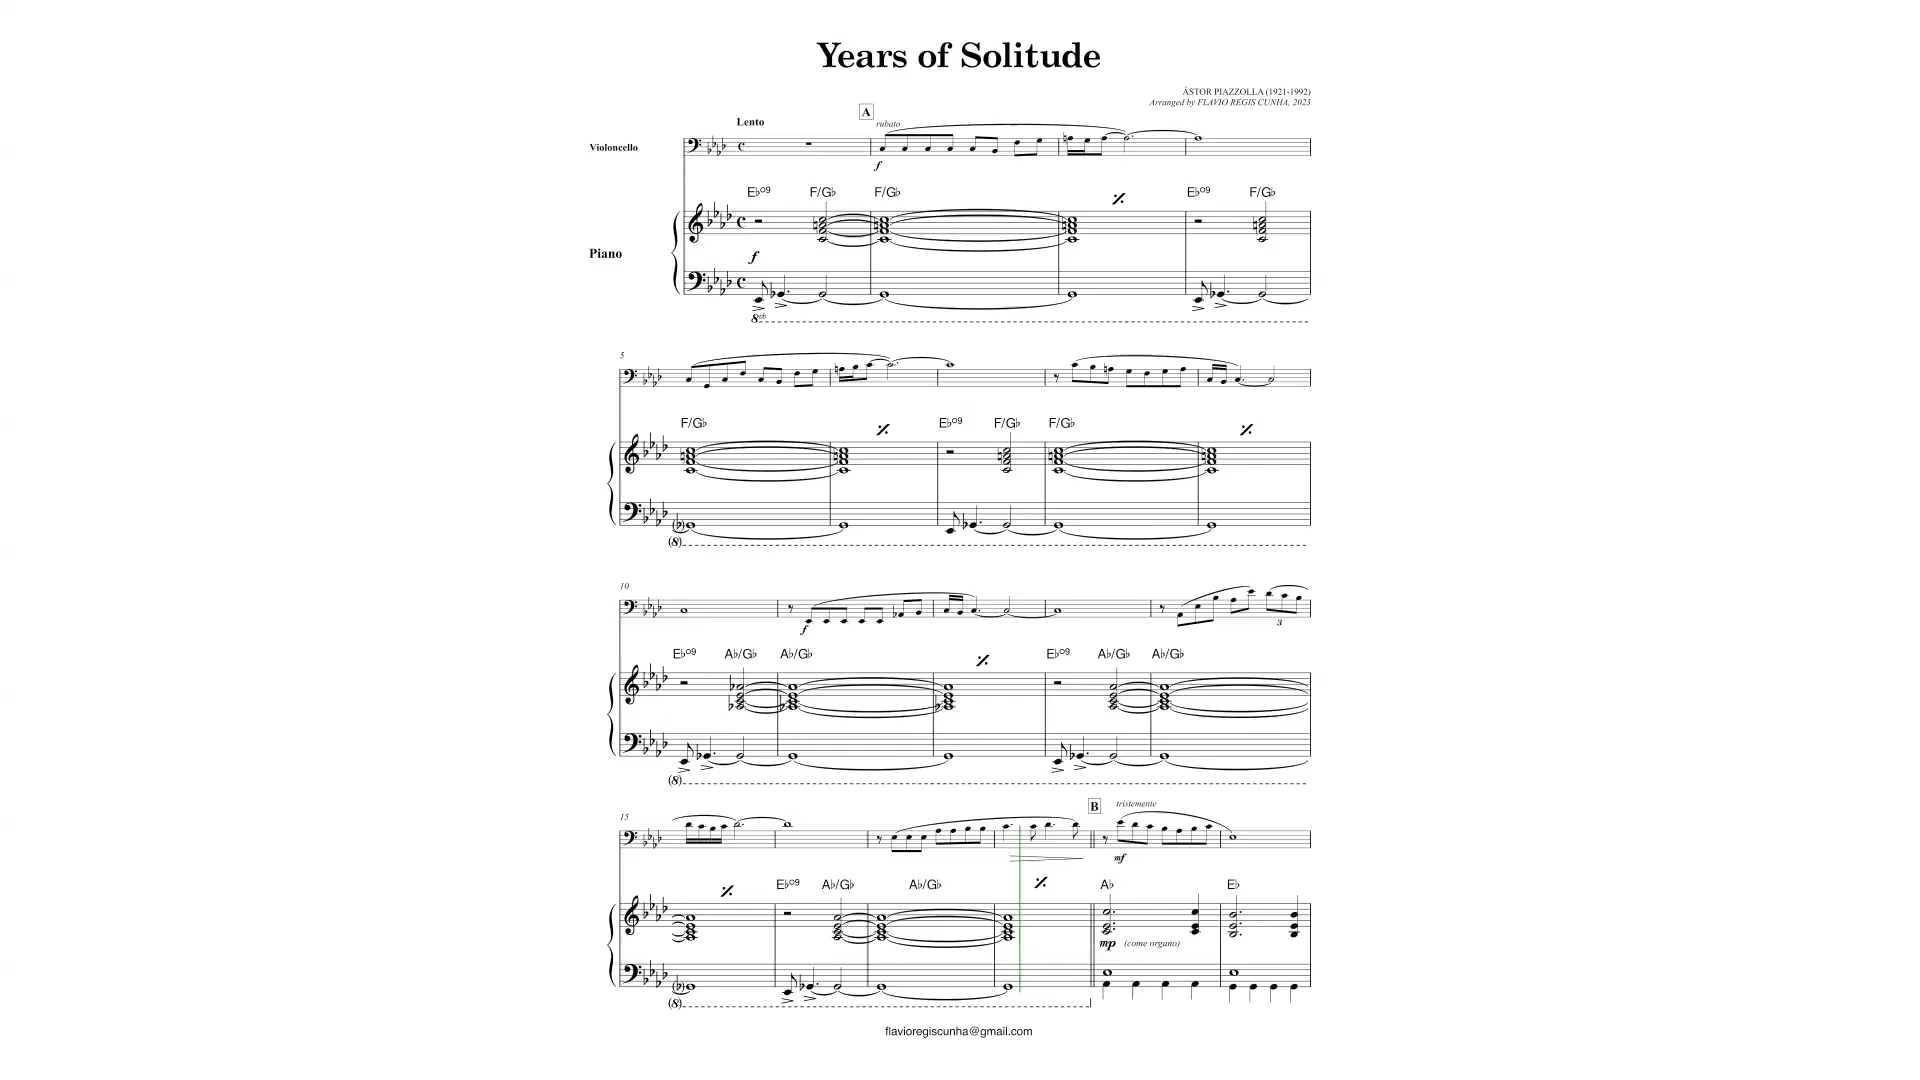 Years of Solitude
ÁSTOR PIAZZOLLA (1921-1992)
Arranged by FLAVIO REGIS CUNHA, 2023
A
Lento
rubato
Violoncello
f
E♭o9 F/G♭ F/G♭ E♭o9 F/G♭
Piano
f
8th
5
F/G♭ E♭o9 F/G♭ F/G♭
(8)
10
f
3
E♭o9 A♭/G♭ A♭/G♭ E♭o9 A♭/G♭ A♭/G♭
(8)
B
tristemente
15
mf
E♭o9 A♭/G♭ A♭/G♭ A♭ E♭
mp (come organo)
(8)
flavioregiscunha@gmail.com